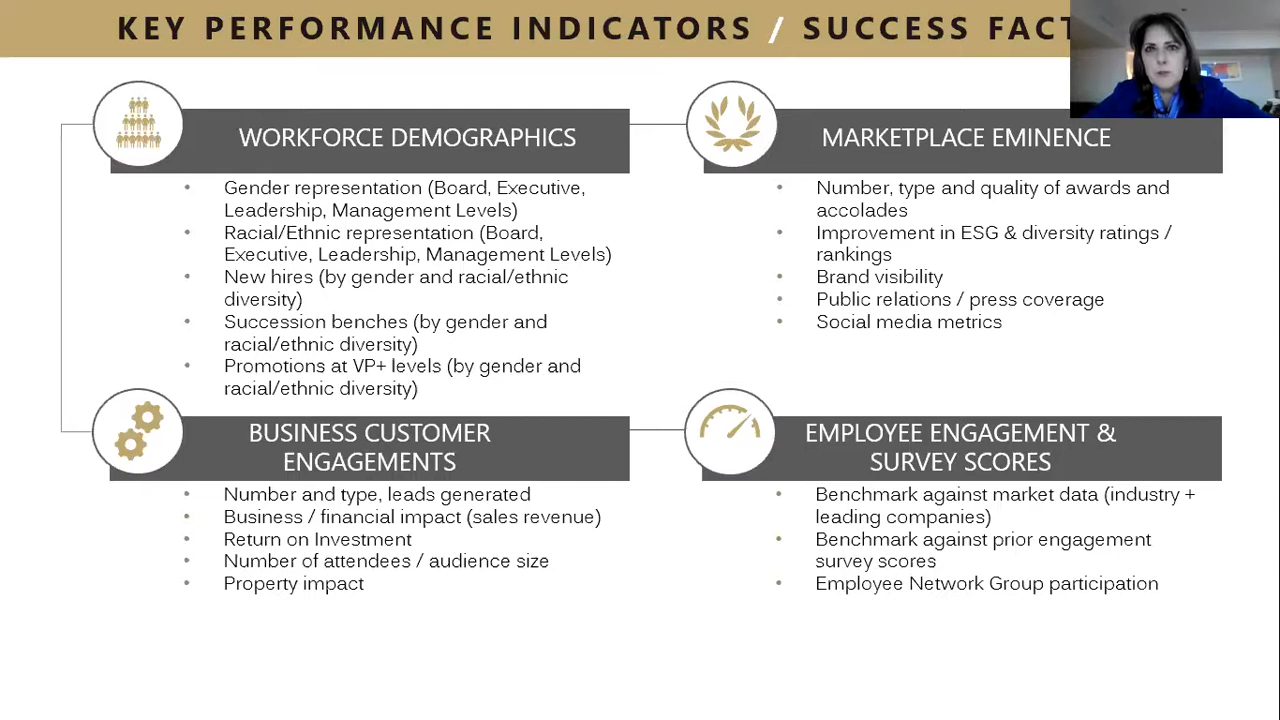 KEY PERFORMANCE INDICATORS / SUCCESS
WORKFORCE DEMOGRAPHICS
• Gender representation (Board, Executive,
Leadership, Management Levels)
• Racial/Ethnic representation (Board,
Executive, Leadership, Management Levels)
• New hires (by gender and racial/ethnic
diversity)
• Succession benches (by gender and
racial/ethnic diversity)
• Promotions at VP+ levels (by gender and
racial/ethnic diversity)
MARKETPLACE EMINENCE
• Number, type and quality of awards and
accolades
• Improvement in ESG & diversity ratings /
rankings
• Brand visibility
• Public relations / press coverage
• Social media metrics
BUSINESS CUSTOMER
ENGAGEMENTS
• Number and type, leads generated
• Business / financial impact (sales revenue)
• Return on Investment
• Number of attendees / audience size
• Property impact
EMPLOYEE ENGAGEMENT &
SURVEY SCORES
• Benchmark against market data (industry +
leading companies)
• Benchmark against prior engagement
survey scores
• Employee Network Group participation